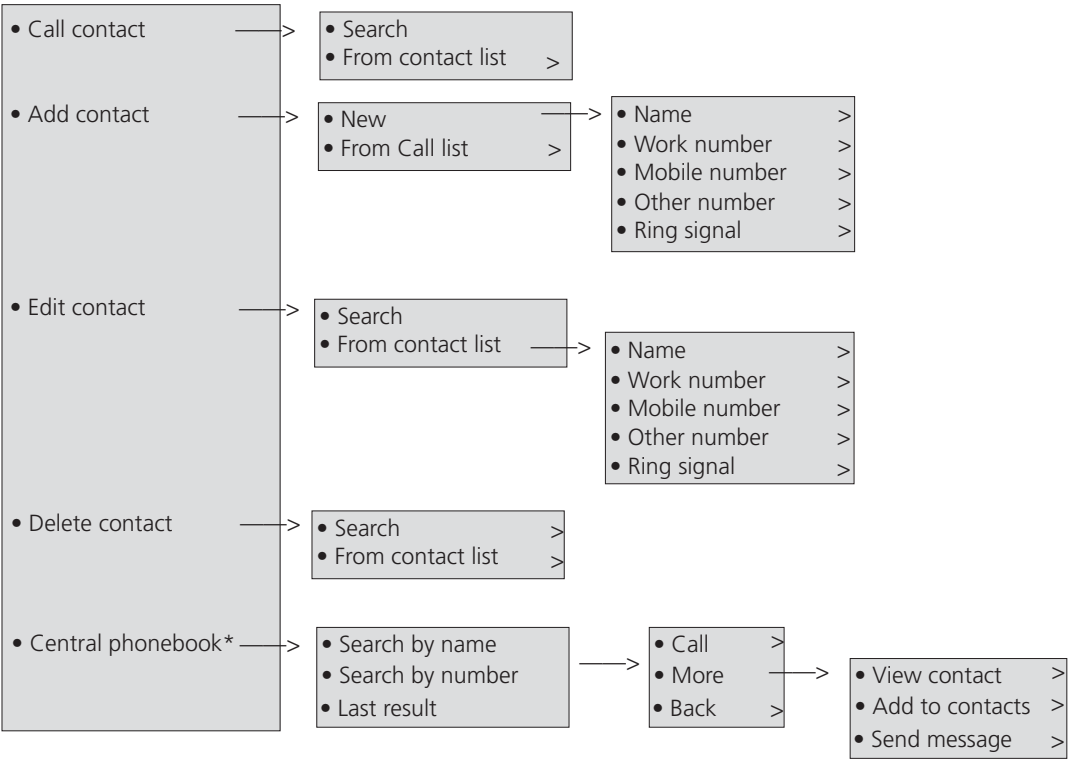 • Call contact ——>
• Search
• From contact list >
• Add contact ——>
• New ——>
• From Call list >
• Name >
• Work number >
• Mobile number >
• Other number >
• Ring signal >
• Edit contact ——>
• Search
• From contact list ——>
• Name >
• Work number >
• Mobile number >
• Other number >
• Ring signal >
• Delete contact ——>
• Search >
• From contact list >
• Central phonebook* ——>
• Search by name
• Search by number
• Last result
——>
• Call >
• More ——>
• Back >
• View contact >
• Add to contacts >
• Send message >